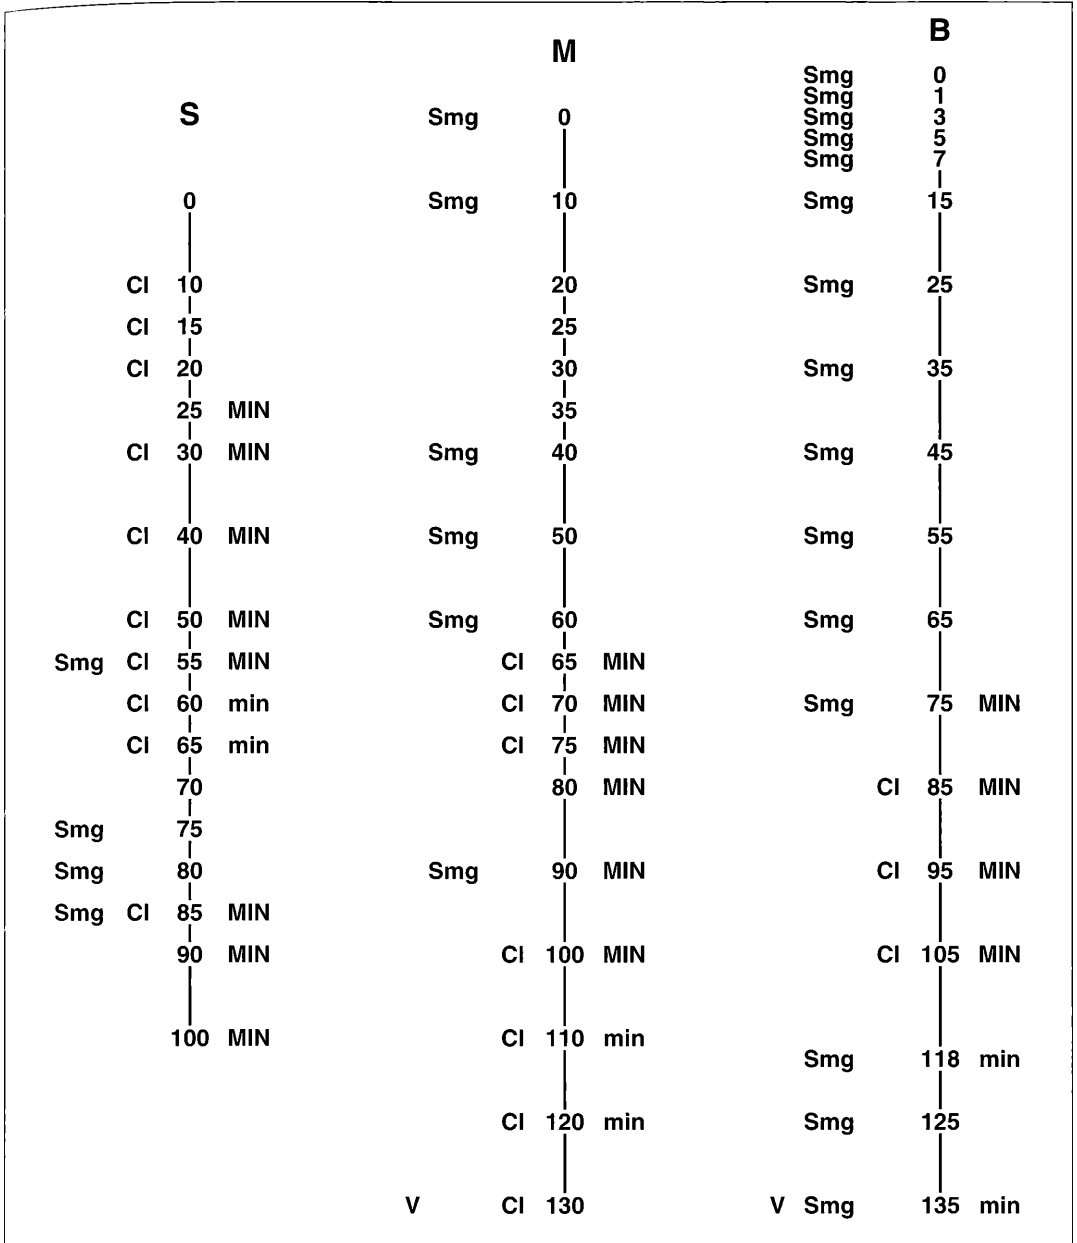 S
0
Cl 10
Cl 15
Cl 20
25 MIN
Cl 30 MIN
Cl 40 MIN
Cl 50 MIN
Smg Cl 55 MIN
Cl 60 min
Cl 65 min
70
Smg 75
Smg 80
Smg Cl 85 MIN
90 MIN
100 MIN
M
Smg 0
Smg 10
20
25
30
35
Smg 40
Smg 50
Smg 60
Cl 65 MIN
Cl 70 MIN
Cl 75 MIN
80 MIN
Smg 90 MIN
Cl 100 MIN
Cl 110 min
Cl 120 min
V Cl 130
B
Smg 0
Smg 1
Smg 3
Smg 5
Smg 7
Smg 15
Smg 25
Smg 35
Smg 45
Smg 55
Smg 65
Smg 75 MIN
Cl 85 MIN
Cl 95 MIN
Cl 105 MIN
Smg 118 min
Smg 125
V Smg 135 min